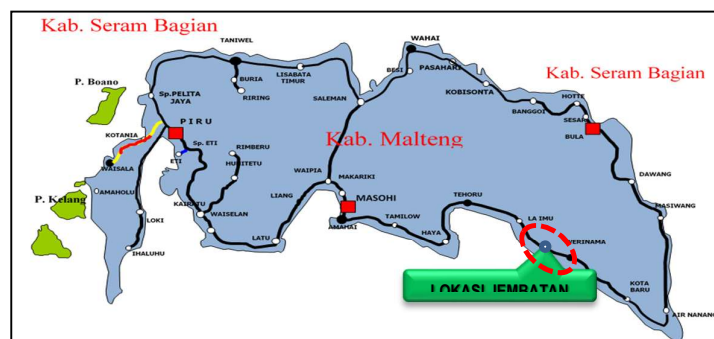 Kab. Seram Bagian
TANIWEL
WAHAI
P. Boano
BURIA
LISABATA
TIMUR
BESI
PASAHARI
Kab. Seram Bagian
RIRING
Sp.PELITA
JAYA
SALEMAN
KOBISONTA
HOTTE
BANGGOI
KOTANIA
P I R U
SESAR
Kab. Malteng
BULA
Sp. ETI
RIMBERU
ETI
WAISALA
HUNITETU
WAIPIA
MAKARIKI
DAWANG
AMAHOLU
P. Kelang
KAIRATU
LIANG
MASOHI
TEHORU
MASIWANG
LOKI
WAISELAN
LA IMU
AMAHAI
TAMILOW
LATU
HAYA
WERINAMA
IHALUHU
KOTA
BARU
LOKASI JEMBATAN
AIR NANANG